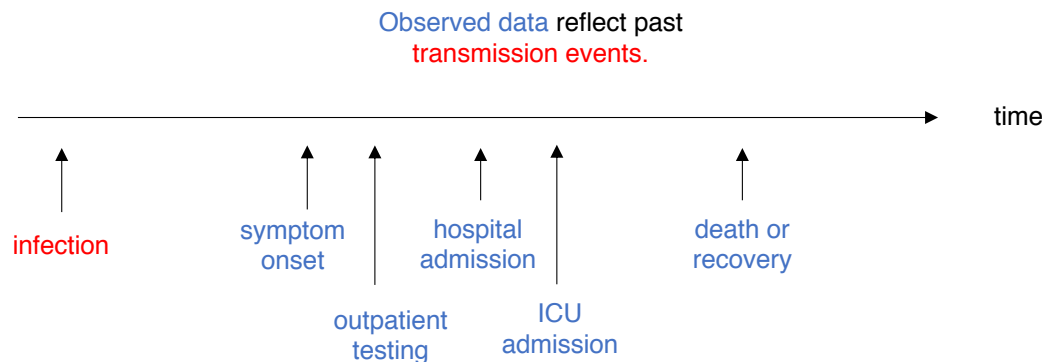 Observed data reflect past
transmission events.
time
infection
symptom
onset
outpatient
testing
hospital
admission
ICU
admission
death or
recovery